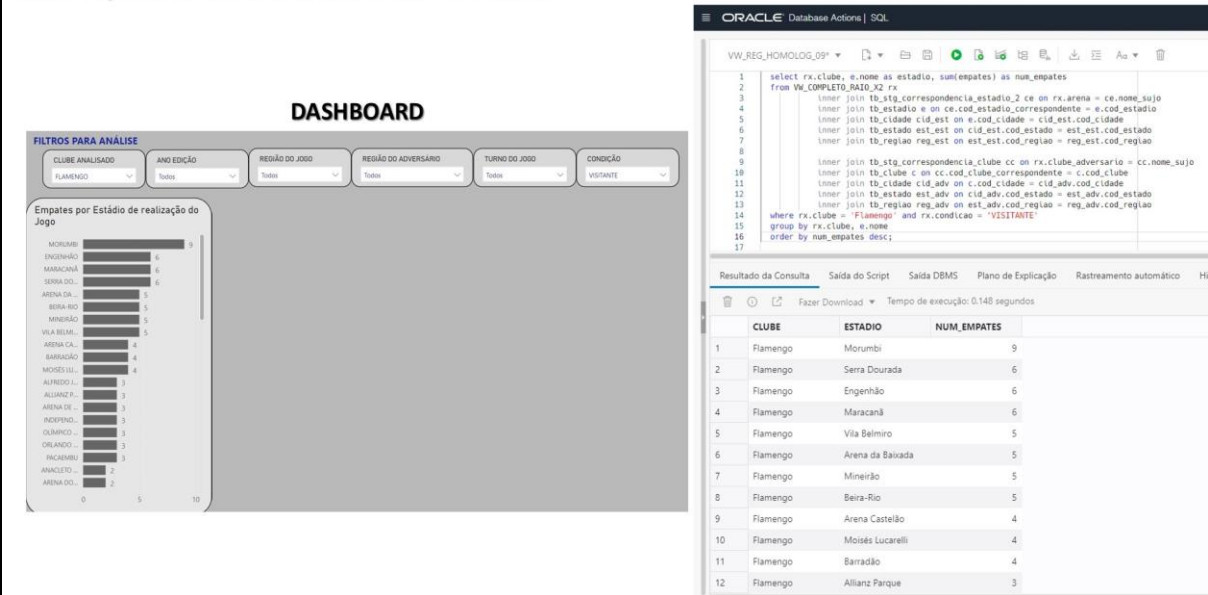 DASHBOARD
FILTROS PARA ANÁLISE
CLUBE ANALISADO
FLAMENGO
ANO EDIÇÃO
Todos
REGIÃO DO JOGO
Todos
REGIÃO DO ADVERSÁRIO
Todos
TURNO DO JOGO
Todos
CONDIÇÃO
VISITANTE
Empates por Estádio de realização do
Jogo
MORUMBI 9
ENGENHÃO 6
MARACANÃ 6
SERRA DO... 6
ARENA DA ... 5
BEIRA-RIO 5
MINEIRÃO 5
VILA BELMI... 5
ARENA CA... 4
BARRADÃO 4
MOISÉS LU... 4
ALFREDO J... 3
ALLIANZ P... 3
ARENA DE ... 3
INDEPEND... 3
OLÍMPICO ... 3
ORLANDO ... 3
PACAEMBU 3
ANACLETO ... 2
ARENA DO... 2
0 5 10
ORACLE Database Actions | SQL
VW_REG_HOMOLOG_09*
Aa
1 select rx.clube, e.nome as estadio, sum(empates) as num_empates
2 from VW_COMPLETO_RAIO_X2 rx
3 inner join tb_stg_correspondencia_estadio_2 ce on rx.arena = ce.nome_sujo
4 inner join tb_estadio e on ce.cod_estadio_correspondente = e.cod_estadio
5 inner join tb_cidade cid_est on e.cod_cidade = cid_est.cod_cidade
6 inner join tb_estado est_est on cid_est.cod_estado = est_est.cod_estado
7 inner join tb_regiao reg_est on est_est.cod_regiao = reg_est.cod_regiao
8
9 inner join tb_stg_correspondencia_clube cc on rx.clube_adversario = cc.nome_sujo
10 inner join tb_clube c on cc.cod_clube_correspondente = c.cod_clube
11 inner join tb_cidade cid_adv on c.cod_cidade = cid_adv.cod_cidade
12 inner join tb_estado est_adv on cid_adv.cod_estado = est_adv.cod_estado
13 inner join tb_regiao reg_adv on est_adv.cod_regiao = reg_adv.cod_regiao
14 where rx.clube = 'Flamengo' and rx.condicao = 'VISITANTE'
15 group by rx.clube, e.nome
16 order by num_empates desc;
17
Resultado da Consulta Saída do Script Saída DBMS Plano de Explicação Rastreamento automático
Fazer Download Tempo de execução: 0.148 segundos
CLUBE ESTADIO NUM_EMPATES
1 Flamengo Morumbi 9
2 Flamengo Serra Dourada 6
3 Flamengo Engenhão 6
4 Flamengo Maracanã 6
5 Flamengo Vila Belmiro 5
6 Flamengo Arena da Baixada 5
7 Flamengo Mineirão 5
8 Flamengo Beira-Rio 5
9 Flamengo Arena Castelão 4
10 Flamengo Moisés Lucarelli 4
11 Flamengo Barradão 4
12 Flamengo Allianz Parque 3